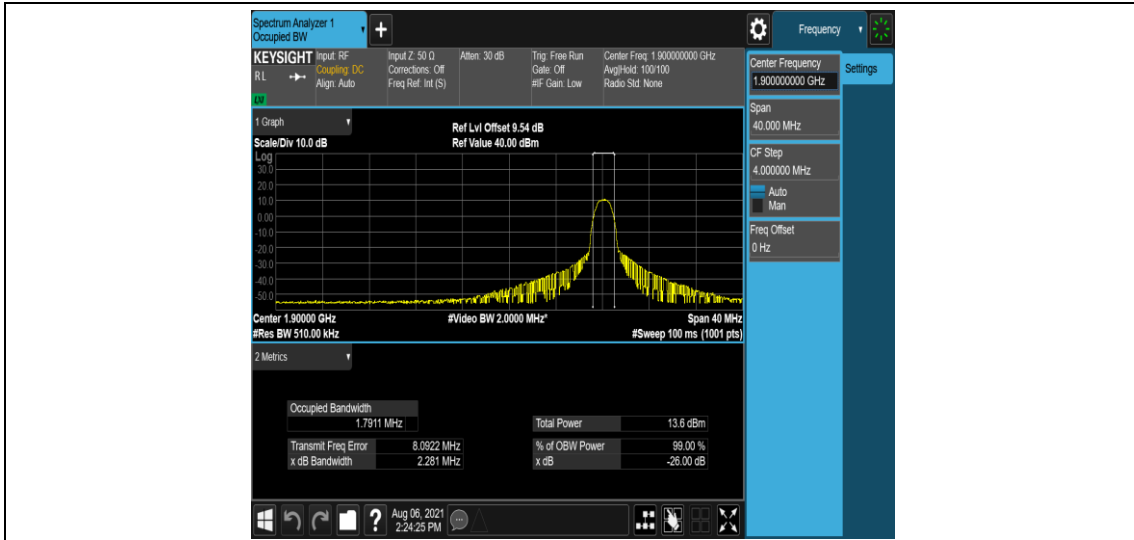 Spectrum Analyzer 1
Occupied BW
+
Frequency
KEYSIGHT Input: RF Input Z: 50 Ω Atten: 30 dB Trig: Free Run Center Freq: 1.900000000 GHz
RL Coupling: DC Corrections: Off Gate: Off Avg|Hold: 100/100
Align: Auto Freq Ref: Int (S) #IF Gain: Low Radio Std: None
Center Frequency
1.900000000 GHz
Settings
Span
40.000 MHz
CF Step
4.000000 MHz
Auto
Man
Freq Offset
0 Hz
1 Graph
Ref Lvl Offset 9.54 dB
Scale/Div 10.0 dB Ref Value 40.00 dBm
Log
30.0
20.0
10.0
0.00
-10.0
-20.0
-30.0
-40.0
-50.0
Center 1.90000 GHz #Video BW 2.0000 MHz* Span 40 MHz
#Res BW 510.00 kHz #Sweep 100 ms (1001 pts)
2 Metrics
Occupied Bandwidth
1.7911 MHz Total Power 13.6 dBm
Transmit Freq Error 8.0922 MHz % of OBW Power 99.00 %
x dB Bandwidth 2.281 MHz x dB -26.00 dB
? Aug 06, 2021
2:24:25 PM